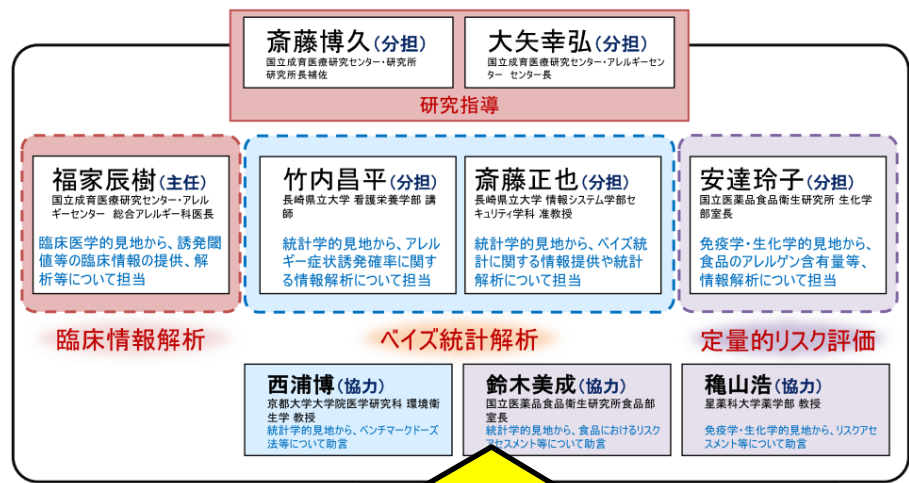 斎藤博久(分担)
国立成育医療研究センター・研究所
研究所長補佐
大矢幸弘(分担)
国立成育医療研究センター・アレルギーセン
ター センター長
研究指導
福家辰樹(主任)
国立成育医療研究センター・アレル
ギーセンター 総合アレルギー科医長
臨床医学的見地から、誘発閾
値等の臨床情報の提供、解
析等について担当
竹内昌平(分担)
長崎県立大学 看護栄養学部 講
師
統計学的見地から、アレル
ギー症状誘発確率に関す
る情報解析について担当
斎藤正也(分担)
長崎県立大学 情報システム学部セ
キュリティ学科 准教授
統計学的見地から、ベイズ統
計に関する情報提供や統計
解析について担当
安達玲子(分担)
国立医薬品食品衛生研究所 生化学
部室長
免疫学・生化学的見地から、
食品のアレルゲン含有量等、
情報解析について担当
臨床情報解析
ベイズ統計解析
定量的リスク評価
西浦博(協力)
京都大学大学院医学研究科 環境衛
生学 教授
統計学的見地から、ベンチマークドーズ
法等について助言
鈴木美成(協力)
国立医薬品食品衛生研究所食品部
室長
統計学的見地から、食品におけるリスク
アセスメント等について助言
穐山浩(協力)
星薬科大学薬学部 教授
免疫学・生化学的見地から、リスクアセ
スメント等について助言